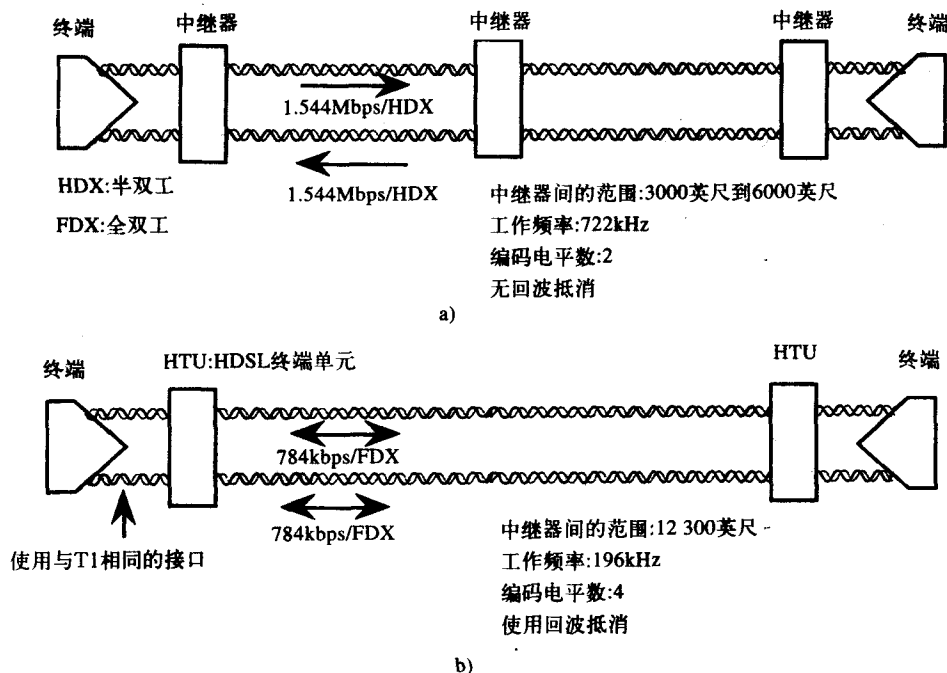 终端
中继器
中继器
中继器
终端
1.544Mbps/HDX
1.544Mbps/HDX
HDX:半双工
FDX:全双工
中继器间的范围:3000英尺到6000英尺
工作频率:722kHz
编码电平数:2
无回波抵消
a)
终端
HTU:HDSL终端单元
HTU
终端
784kbps/FDX
784kbps/FDX
使用与T1相同的接口
中继器间的范围:12 300英尺
工作频率:196kHz
编码电平数:4
使用回波抵消
b)